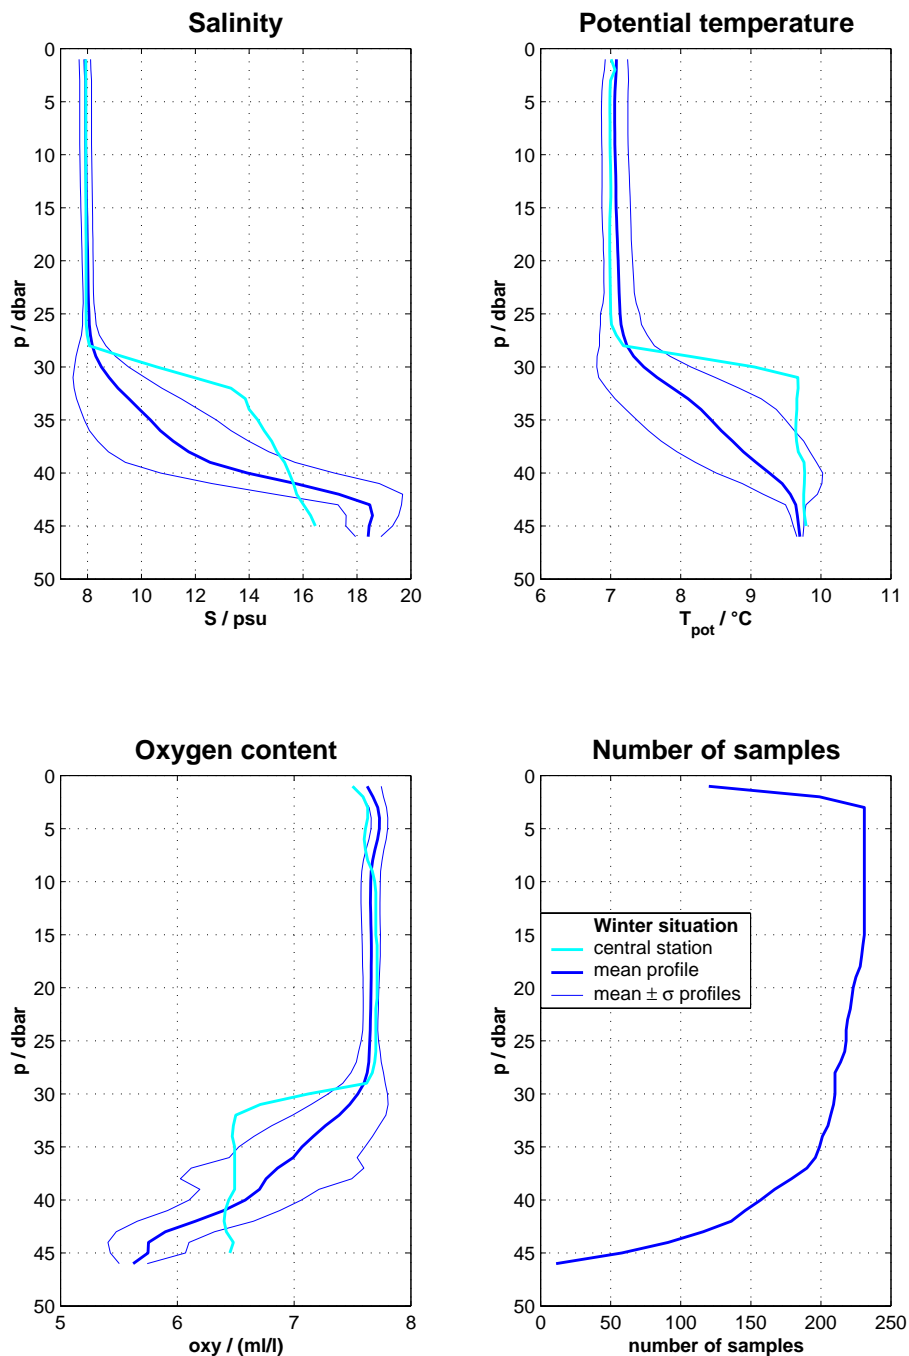 Salinity
0
5
10
15
20
25
30
35
40
45
50
p / dbar
8 10 12 14 16 18 20
S / psu
Potential temperature
0
5
10
15
20
25
30
35
40
45
50
p / dbar
6 7 8 9 10 11
T_pot / °C
Oxygen content
0
5
10
15
20
25
30
35
40
45
50
p / dbar
5 6 7 8
oxy / (ml/l)
Number of samples
0
5
10
15
20
25
30
35
40
45
50
p / dbar
Winter situation
central station
mean profile
mean ± σ profiles
0 50 100 150 200 250
number of samples